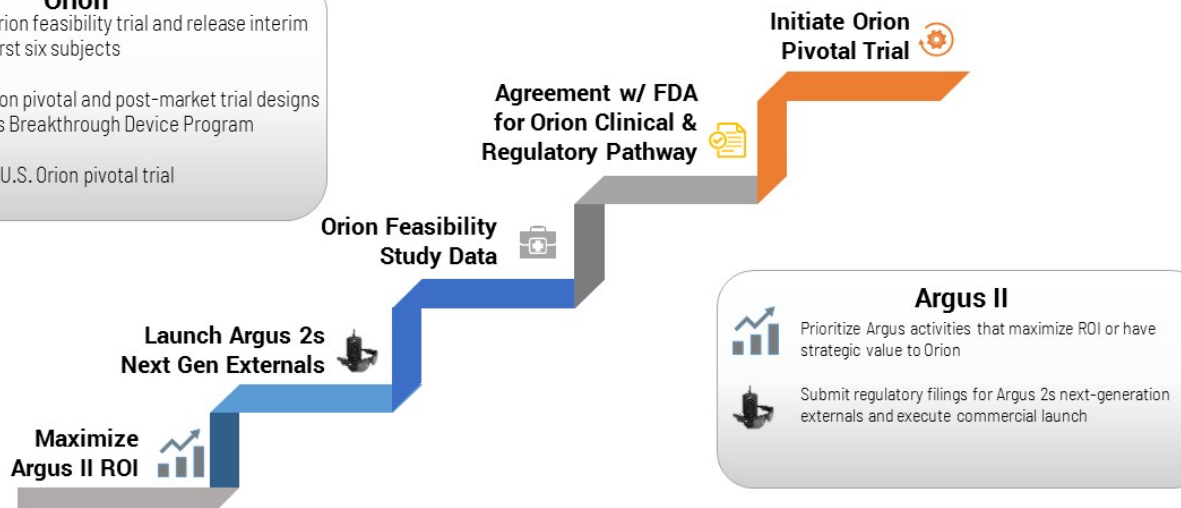 Orion
rion feasibility trial and release interim
rst six subjects
on pivotal and post-market trial designs
s Breakthrough Device Program
U.S. Orion pivotal trial
Initiate Orion
Pivotal Trial
Agreement w/ FDA
for Orion Clinical &
Regulatory Pathway
Orion Feasibility
Study Data
Launch Argus 2s
Next Gen Externals
Maximize
Argus II ROI
Argus II
Prioritize Argus activities that maximize ROI or have
strategic value to Orion
Submit regulatory filings for Argus 2s next-generation
externals and execute commercial launch